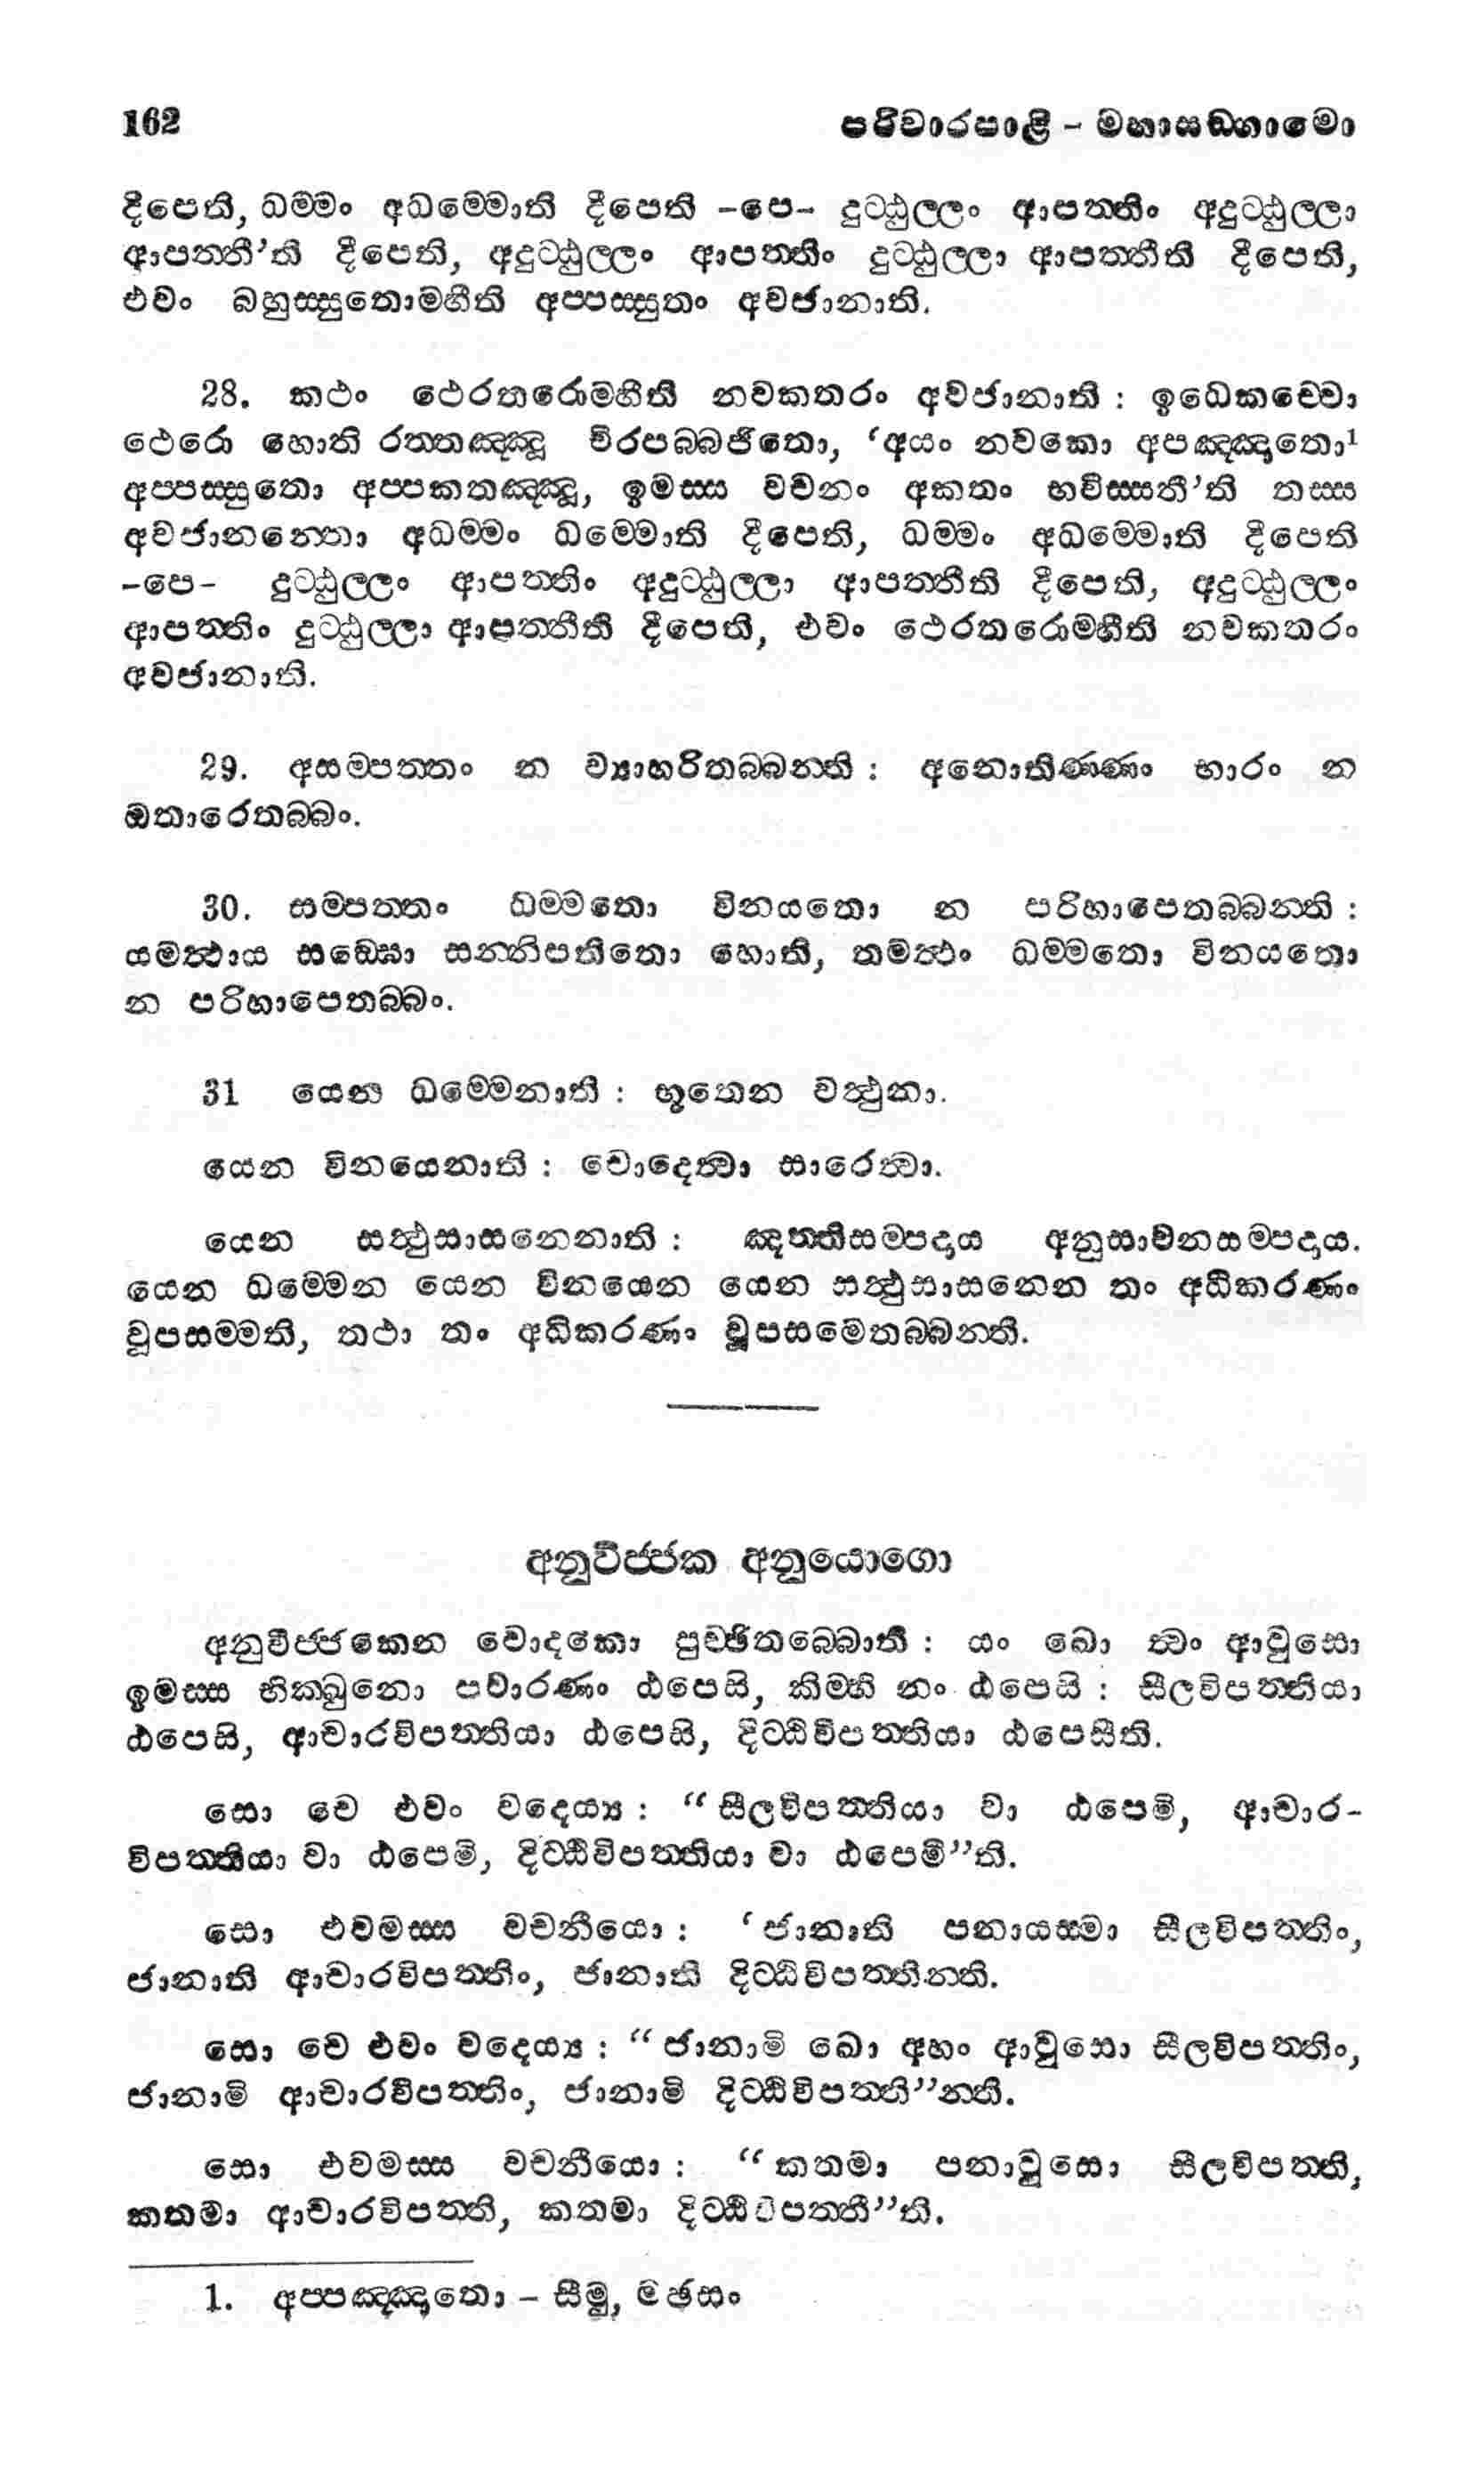 162 පරිවාරපාළි - මහාසඞ්ගාමො
දීපෙති, ධම්මං අධම්මොති දීපෙති -පෙ- දුට්ඨුල්ලං ආපත්තිං අදුට්ඨුල්ලා
ආපත්තී’ති දීපෙති, අදුට්ඨුල්ලං ආපත්තිං දුට්ඨුල්ලා ආපත්තීති දීපෙති,
එවං බහුස්සුතොම්හීති අප්පස්සුතං අවජානාති.
28. කථං ථෙරතරොම්හීති නවකතරං අවජානාති : ඉධෙකච්චො
ථෙරො හොති රත්තඤ්ඤූ චිරපබ්බජිතො, ‘අයං නවකො අපඤ්ඤාතො¹
අප්පස්සුතො අප්පකතඤ්ඤූ, ඉමස්ස වචනං අකතං භවිස්සතී’ති තස්ස
අවජානන්තො අධම්මං ධම්මොති දීපෙති, ධම්මං අධම්මොති දීපෙති
-පෙ- දුට්ඨුල්ලං ආපත්තිං අදුට්ඨුල්ලා ආපත්තීති දීපෙති, අදුට්ඨුල්ලං
ආපත්තිං දුට්ඨුල්ලා ආපත්තීති දීපෙති, එවං ථෙරතරොම්හීති නවකතරං
අවජානාති.
29. අසම්පත්තං න ව්‍යාහරිතබ්බන්ති : අනොතිණ්ණං භාරං න
ඔතාරෙතබ්බං.
30. සම්පත්තං ධම්මතො විනයතො න පරිහාපෙතබ්බන්ති :
යමත්ථාය සඞ්ඝො සන්නිපතිතො හොති, තමත්ථං ධම්මතො විනයතො
න පරිහාපෙතබ්බං.
31 යෙන ධම්මෙනාති : භූතෙන වත්ථුනා.
යෙන විනයෙනාති : චොදෙත්වා සාරෙත්වා.
යෙන සත්ථුසාසනෙනාති : ඤත්තිසම්පදාය අනුසාවනසම්පදාය.
යෙන ධම්මෙන යෙන විනයෙන යෙන සත්ථුසාසනෙන තං අධිකරණං
වූපසම්මති, තථා තං අධිකරණං වූපසමෙතබ්බන්ති.
අනුවිජ්ජක අනුයොගො
අනුවිජ්ජකෙන චොදකො පුච්ඡිතබ්බොති : යං ඛො ත්වං ආවුසො
ඉමස්ස භික්ඛුනො පවාරණං ඨපෙසි, කිම්හි නං ඨපෙසි : සීලවිපත්තියා
ඨපෙසි, ආචාරවිපත්තියා ඨපෙසි, දිට්ඨිවිපත්තියා ඨපෙසීති.
සො චෙ එවං වදෙය්‍ය : “සීලවිපත්තියා වා ඨපෙමි, ආචාර-
විපත්තියා වා ඨපෙමි, දිට්ඨිවිපත්තියා වා ඨපෙමී”ති.
සො එවමස්ස වචනීයො : ‘ජානාති පනායස්මා සීලවිපත්තිං,
ජානාති ආචාරවිපත්තිං, ජානාති දිට්ඨිවිපත්තින්ති.
සො චෙ එවං වදෙය්‍ය : “ජානාමි ඛො අහං ආවුසො සීලවිපත්තිං,
ජානාමි ආචාරවිපත්තිං, ජානාමි දිට්ඨිවිපත්ති”න්ති.
සො එවමස්ස වචනීයො : “කතමා පනාවුසො සීලවිපත්ති,
කතමා ආචාරවිපත්ති, කතමා දිට්ඨිවිපත්තී”ති.
1. අප්පඤ්ඤාතො - සීමු, මඡසං